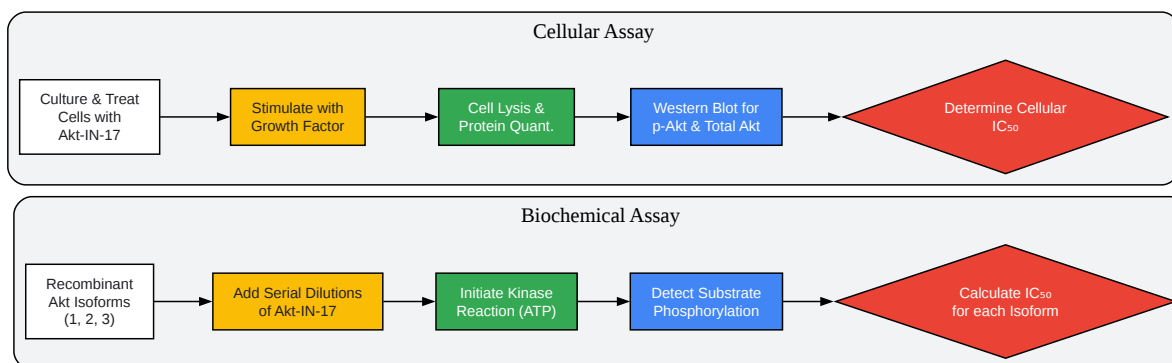 Cellular Assay
Culture & Treat
Cells with
Akt-IN-17
Stimulate with
Growth Factor
Cell Lysis &
Protein Quant.
Western Blot for
p-Akt & Total Akt
Determine Cellular
IC₅₀
Biochemical Assay
Recombinant
Akt Isoforms
(1, 2, 3)
Add Serial Dilutions
of Akt-IN-17
Initiate Kinase
Reaction (ATP)
Detect Substrate
Phosphorylation
Calculate IC₅₀
for each Isoform